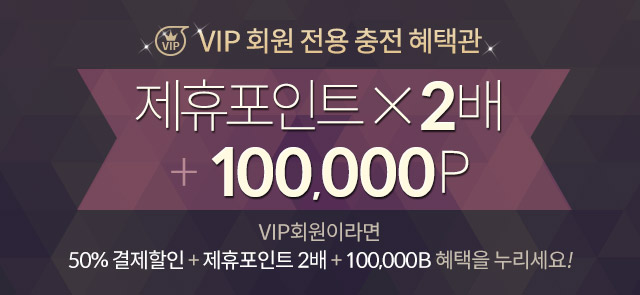 VIP VIP 회원 전용 충전 혜택관
제휴포인트 × 2배
+ 100,000P
VIP회원이라면
50% 결제할인 + 제휴포인트 2배 + 100,000B 혜택을 누리세요!